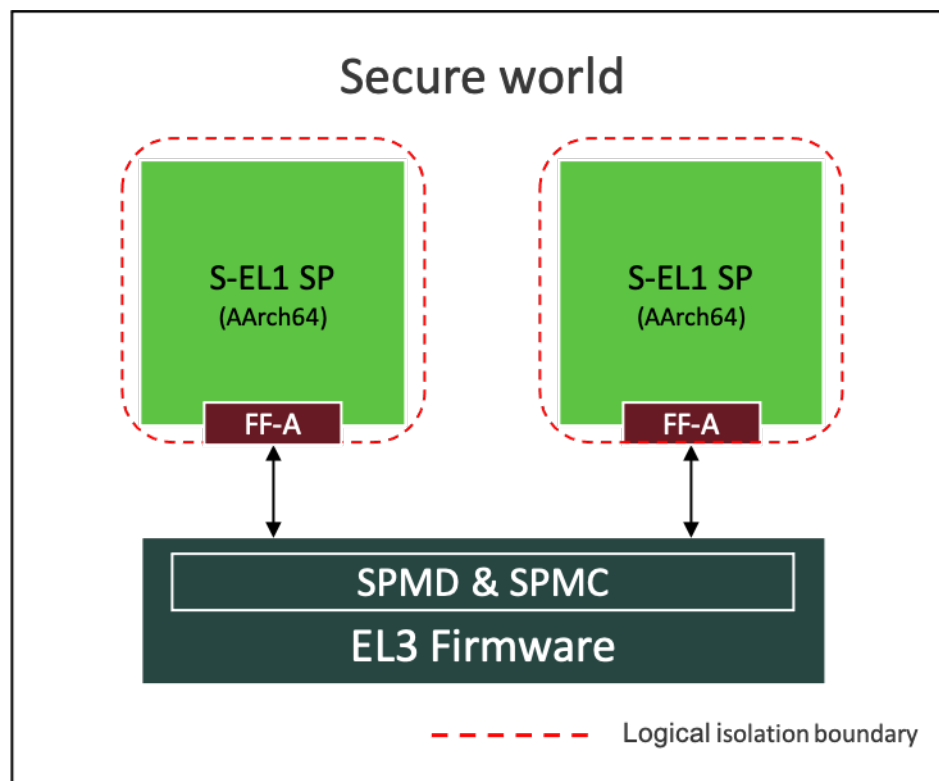 Secure world
S-EL1 SP
(AArch64)
S-EL1 SP
(AArch64)
FF-A
FF-A
SPMD & SPMC
EL3 Firmware
Logical isolation boundary